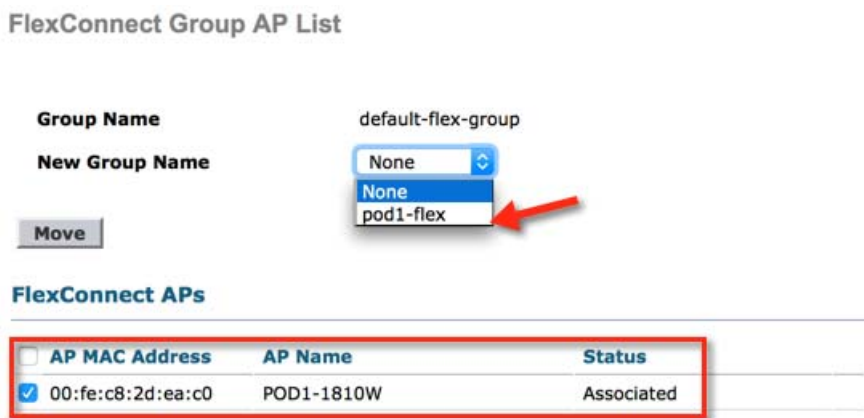 FlexConnect Group AP List
Group Name default-flex-group
New Group Name None
None
pod1-flex
Move
FlexConnect APs
AP MAC Address AP Name Status
00:fe:c8:2d:ea:c0 POD1-1810W Associated